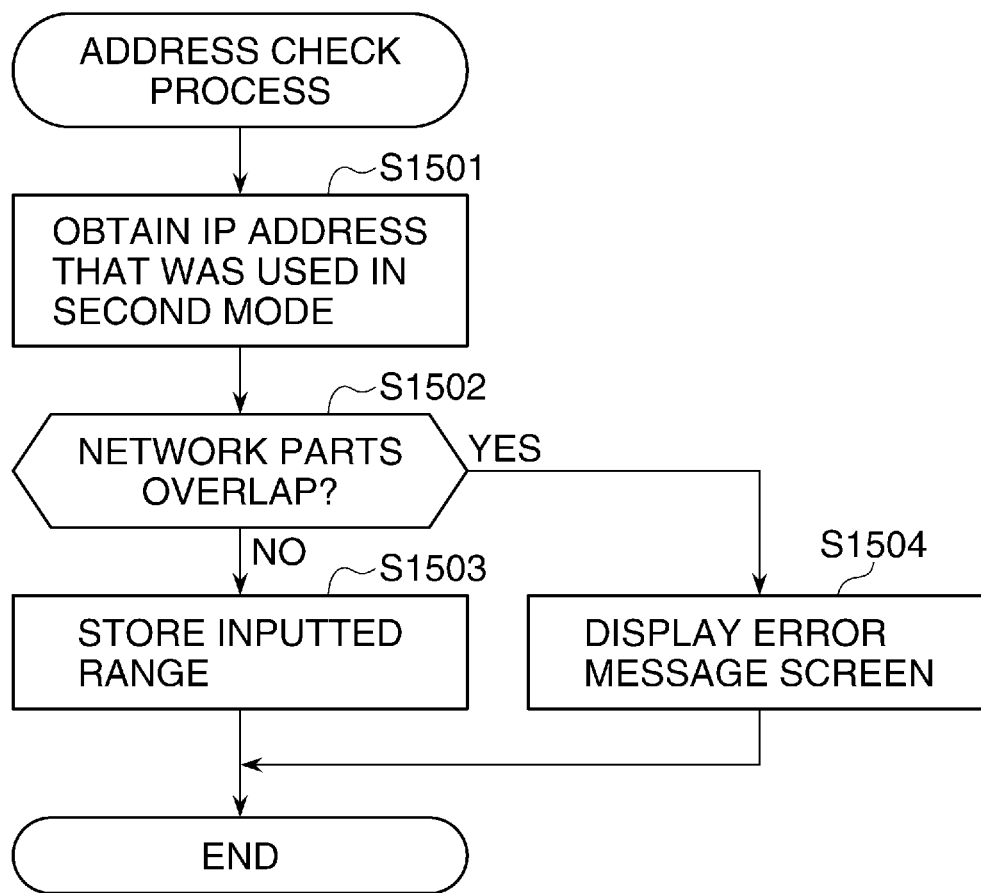 ADDRESS CHECK
PROCESS
S1501
OBTAIN IP ADDRESS
THAT WAS USED IN
SECOND MODE
S1502
NETWORK PARTS
OVERLAP?
YES
NO
S1503
STORE INPUTTED
RANGE
S1504
DISPLAY ERROR
MESSAGE SCREEN
END